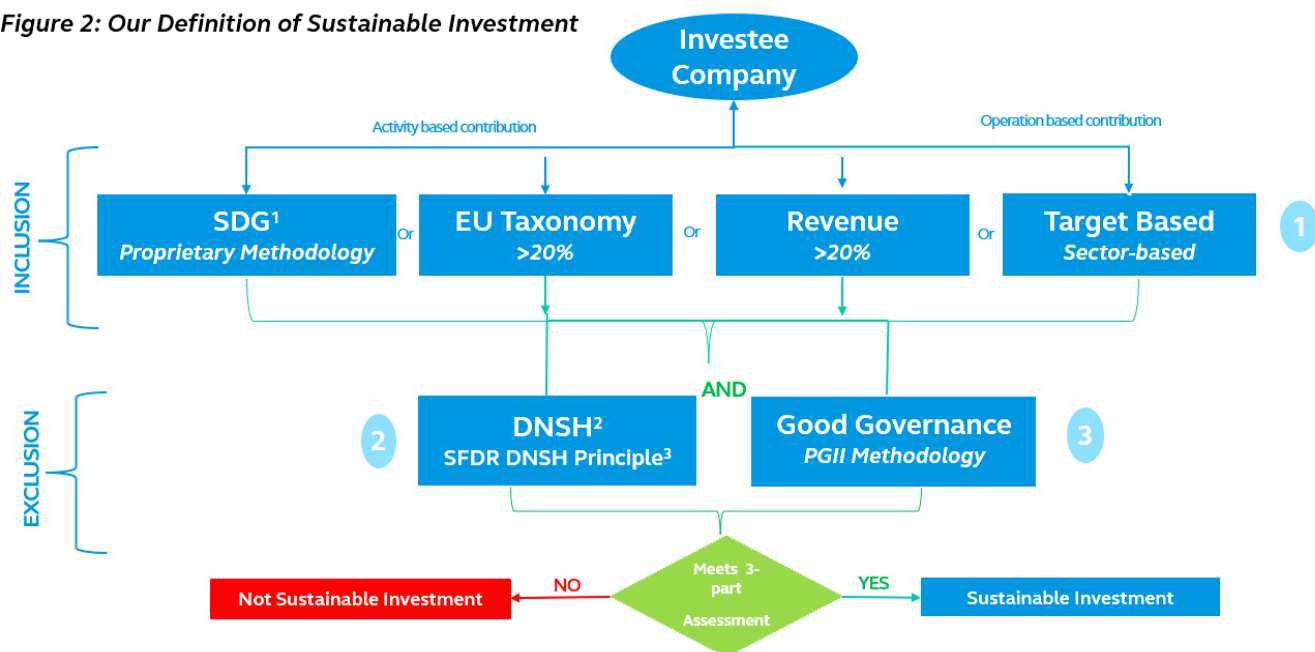 Figure 2: Our Definition of Sustainable Investment
Investee
Company
Activity based contribution
Operation based contribution
INCLUSION
SDG¹
Proprietary Methodology
Or
EU Taxonomy
>20%
Or
Revenue
>20%
Or
Target Based
Sector-based
1
AND
EXCLUSION
2
DNSH²
SFDR DNSH Principle³
Good Governance
PGII Methodology
3
Meets 3-
part
Assessment
NO
YES
Not Sustainable Investment
Sustainable Investment